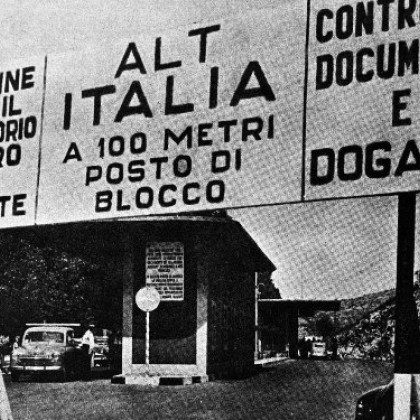 INE
IL
ORIO
RO
TE
ALT
ITALIA
A 100 METRI
POSTO DI
BLOCCO
CONTR
DOCUM
E
DOGA